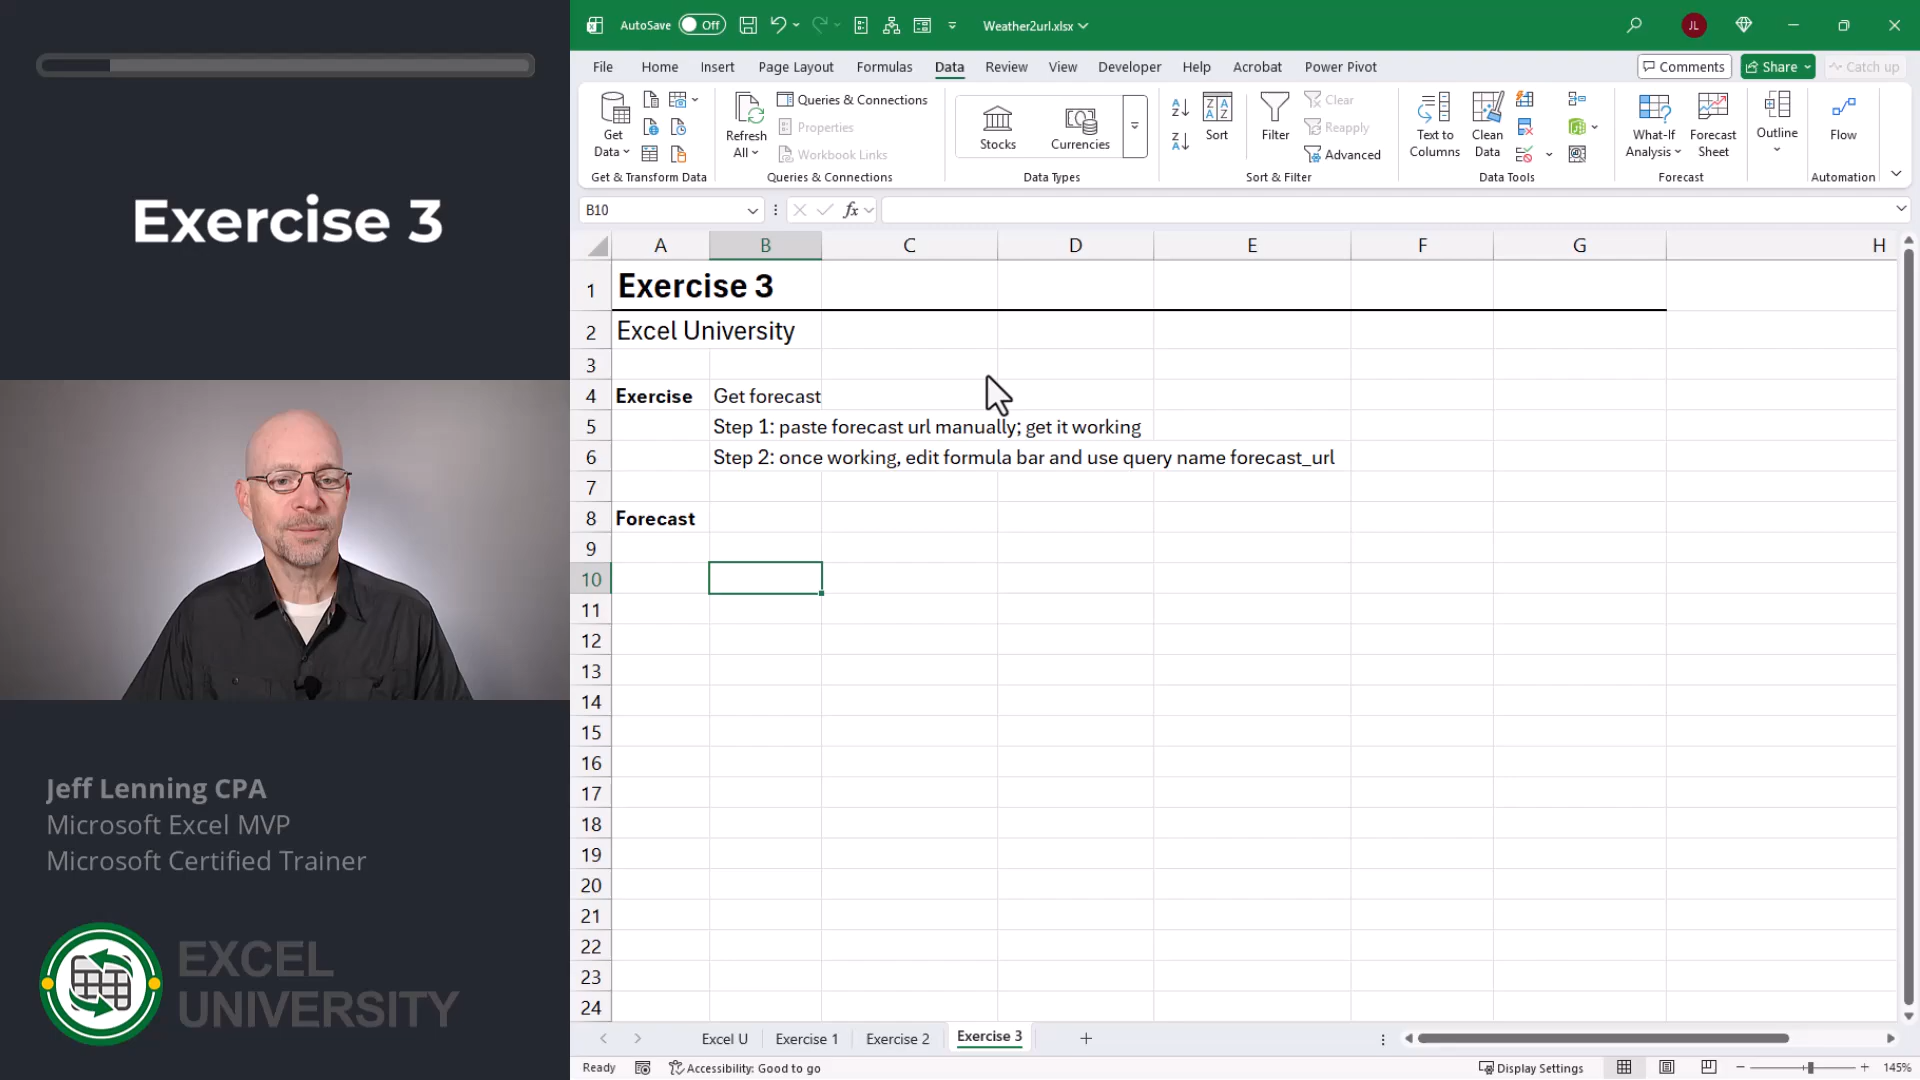 Exercise 3
Jeff Lenning CPA
Microsoft Excel MVP
Microsoft Certified Trainer
EXCEL
UNIVERSITY
AutoSave Off
Weather2url.xlsx
JL
File Home Insert Page Layout Formulas Data Review View Developer Help Acrobat Power Pivot
Comments Share Catch up
Get Data
Get & Transform Data
Refresh All
Queries & Connections
Properties
Workbook Links
Queries & Connections
Stocks
Currencies
Data Types
Sort
Filter
Clear
Reapply
Advanced
Sort & Filter
Text to Columns
Clean Data
Data Tools
What-If Analysis
Forecast Sheet
Forecast
Outline
Flow
Automation
B10
fx
A B C D E F G H
1 Exercise 3
2 Excel University
3
4 Exercise Get forecast
5 Step 1: paste forecast url manually; get it working
6 Step 2: once working, edit formula bar and use query name forecast_url
7
8 Forecast
9
10
11
12
13
14
15
16
17
18
19
20
21
22
23
24
Excel U Exercise 1 Exercise 2 Exercise 3
Ready Accessibility: Good to go Display Settings 145%